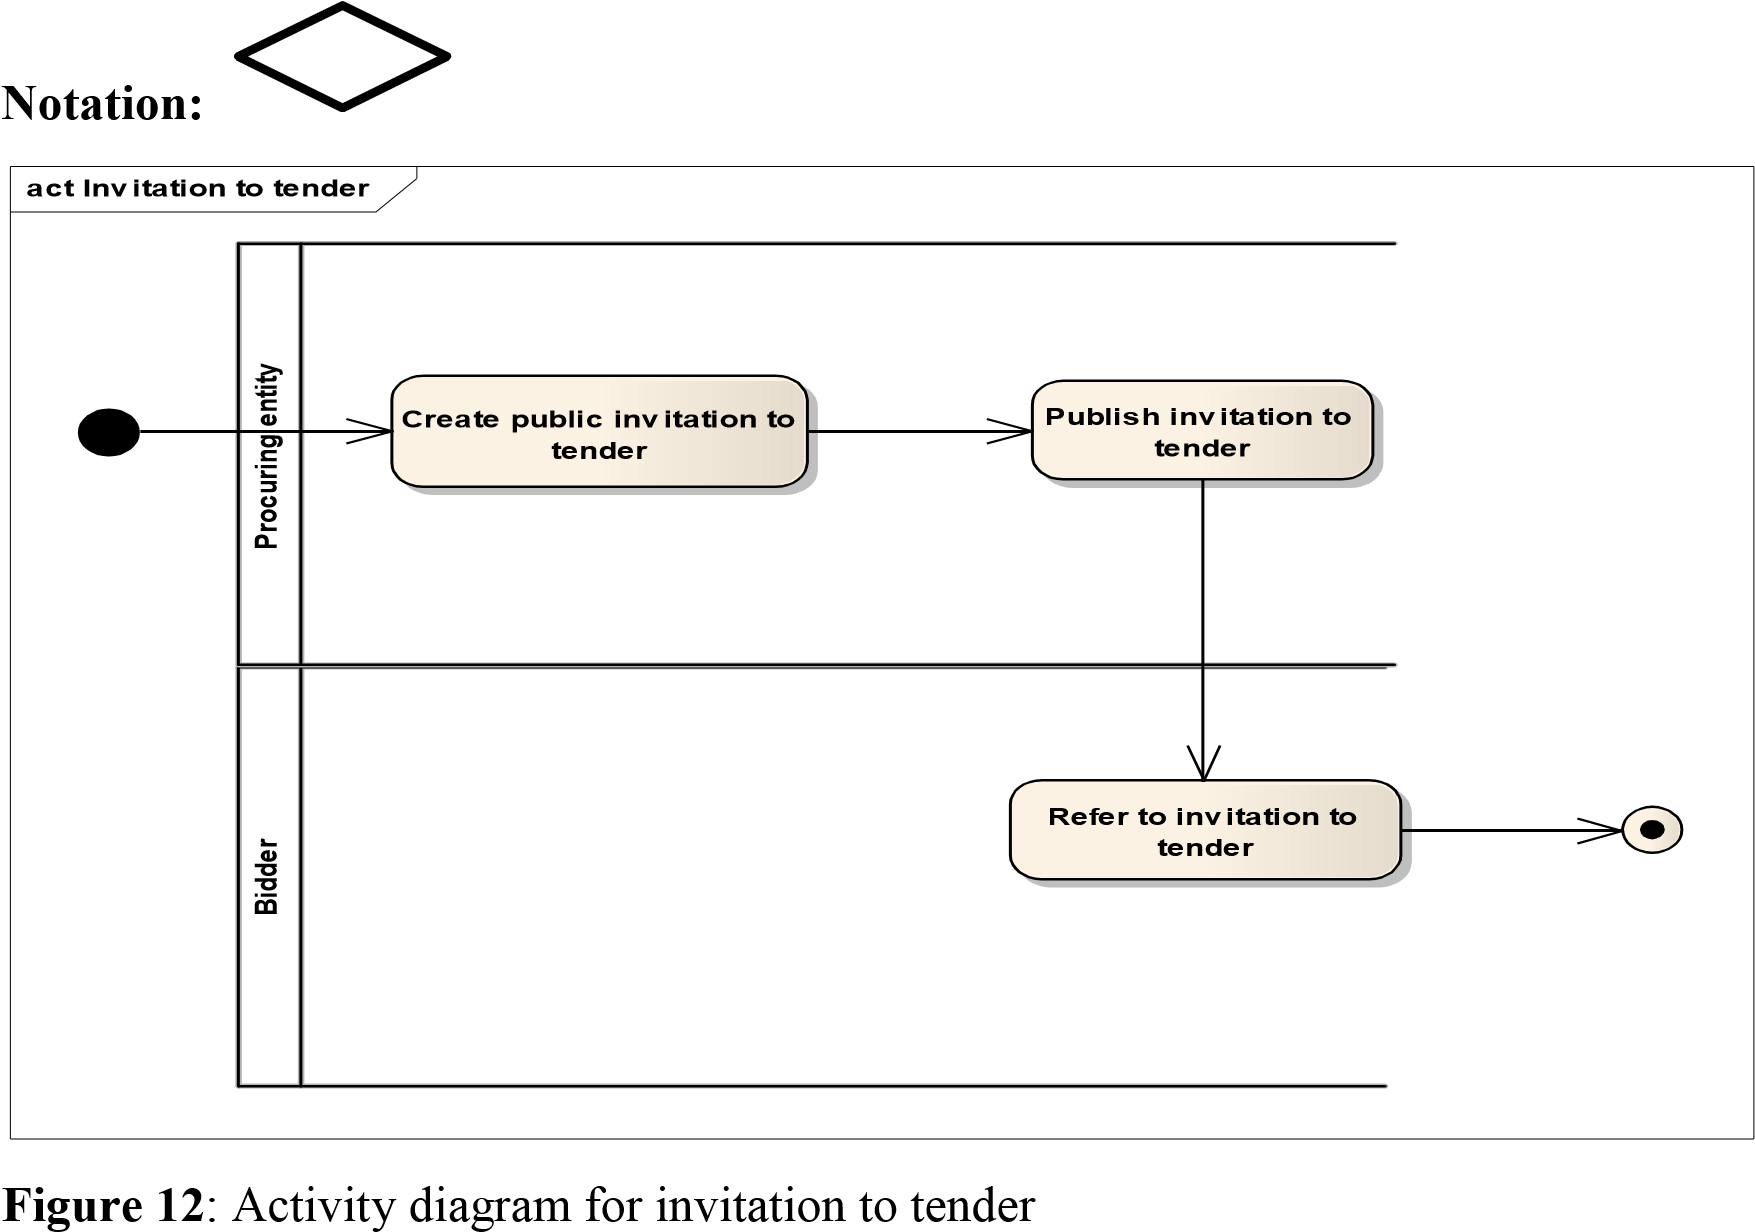 Notation:
act Invitation to tender
Procuring entity
Create public invitation to
tender
Publish invitation to
tender
Bidder
Refer to invitation to
tender
Figure 12: Activity diagram for invitation to tender